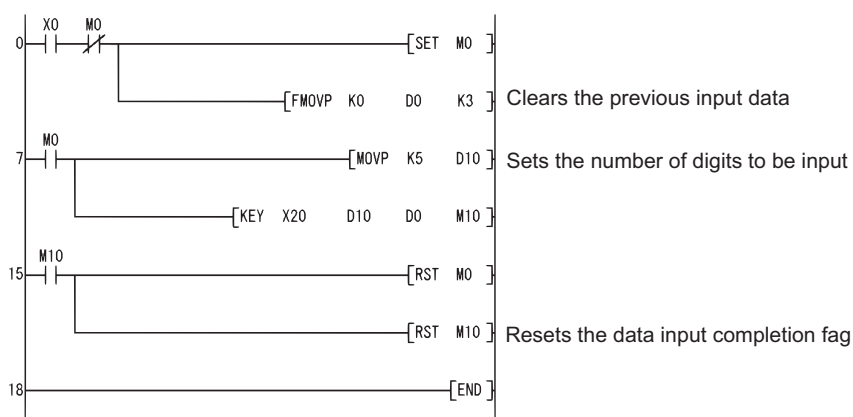 X0 M0
0 [SET M0 ]
[FMOVP K0 D0 K3 ] Clears the previous input data
M0
7 [MOVP K5 D10 ] Sets the number of digits to be input
[KEY X20 D10 D0 M10 ]
M10
15 [RST M0 ]
[RST M10 ] Resets the data input completion fag
18 [END ]